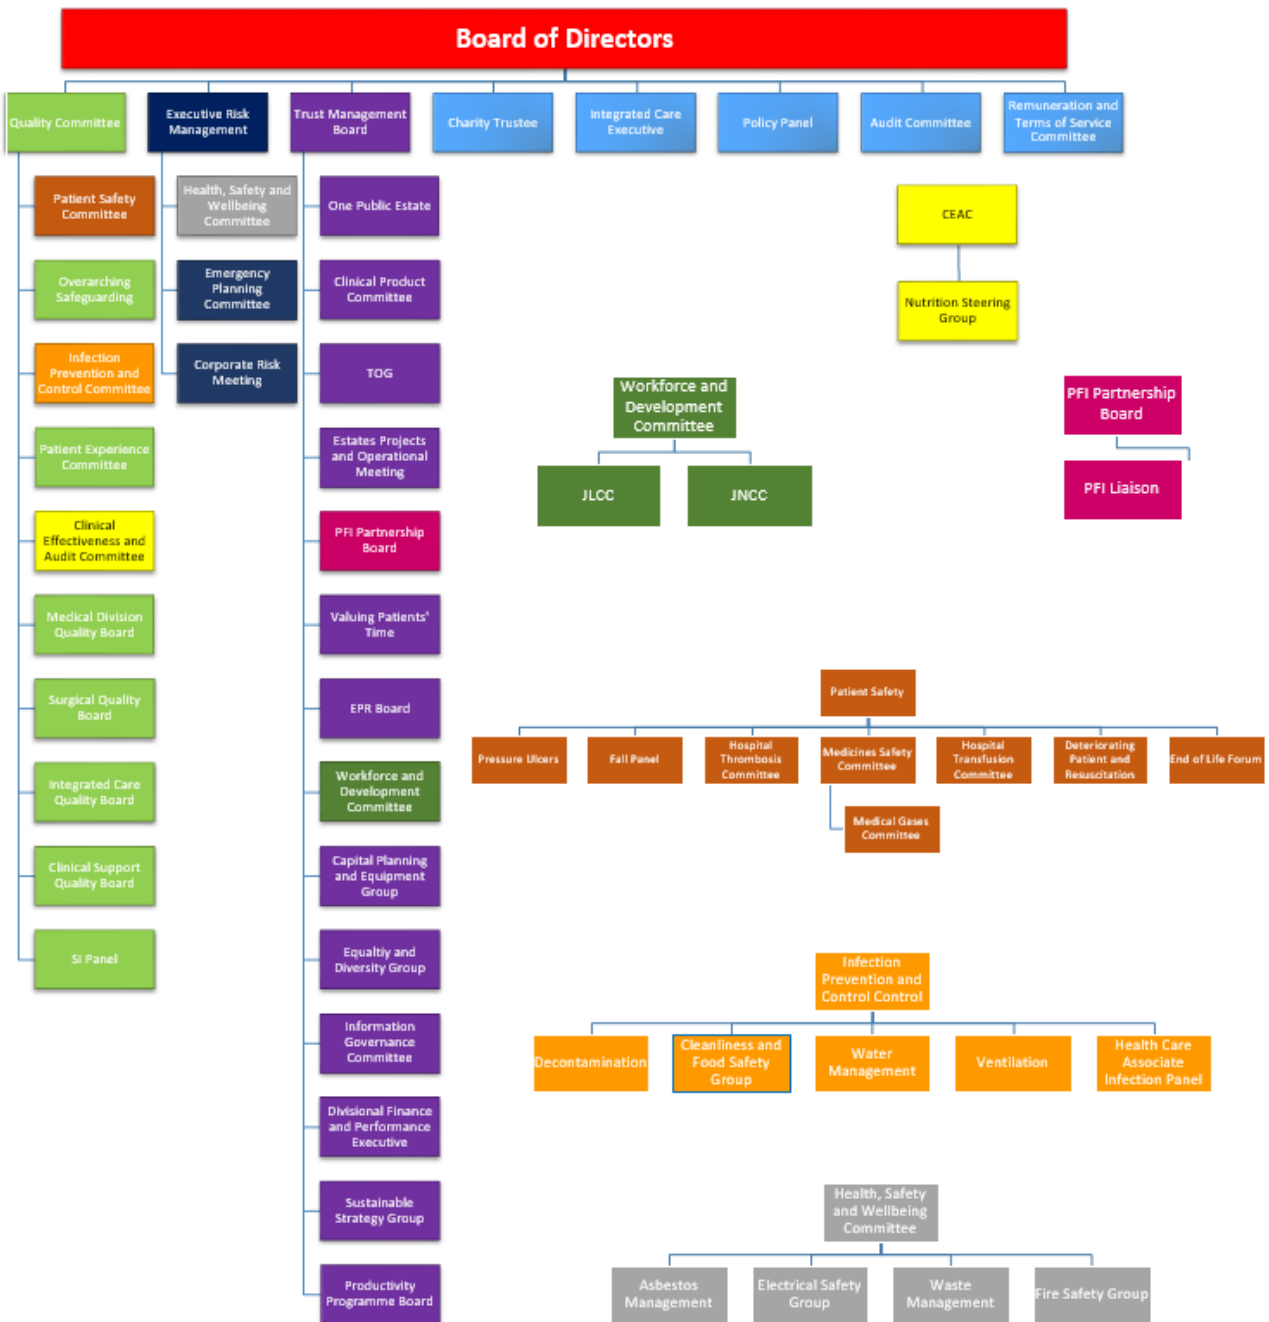 Board of Directors
Quality Committee
Executive Risk
Management
Trust Management
Board
Charity Trustee
Integrated Care
Executive
Policy Panel
Audit Committee
Remuneration and
Terms of Service
Committee
Patient Safety
Committee
Overarching
Safeguarding
Infection
Prevention and
Control Committee
Patient Experience
Committee
Clinical
Effectiveness and
Audit Committee
Medical Division
Quality Board
Surgical Quality
Board
Integrated Care
Quality Board
Clinical Support
Quality Board
SI Panel
Health, Safety and
Wellbeing
Committee
Emergency
Planning
Committee
Corporate Risk
Meeting
One Public Estate
Clinical Product
Committee
TOG
Estates Projects
and Operational
Meeting
PFI Partnership
Board
Valuing Patients'
Time
EPR Board
Workforce and
Development
Committee
Capital Planning
and Equipment
Group
Equaltiy and
Diversity Group
Information
Governance
Committee
Divisional Finance
and Performance
Executive
Sustainable
Strategy Group
Productivity
Programme Board
CEAC
Nutrition Steering
Group
Workforce and
Development
Committee
JLCC
JNCC
PFI Partnership
Board
PFI Liaison
Patient Safety
Pressure Ulcers
Fall Panel
Hospital
Thrombosis
Committee
Medicines Safety
Committee
Hospital
Transfusion
Committee
Deteriorating
Patient and
Resuscitation
End of Life Forum
Medical Gases
Committee
Infection
Prevention and
Control Control
Decontamination
Cleanliness and
Food Safety
Group
Water
Management
Ventilation
Health Care
Associate
Infection Panel
Health, Safety
and Wellbeing
Committee
Asbestos
Management
Electrical Safety
Group
Waste
Management
Fire Safety Group